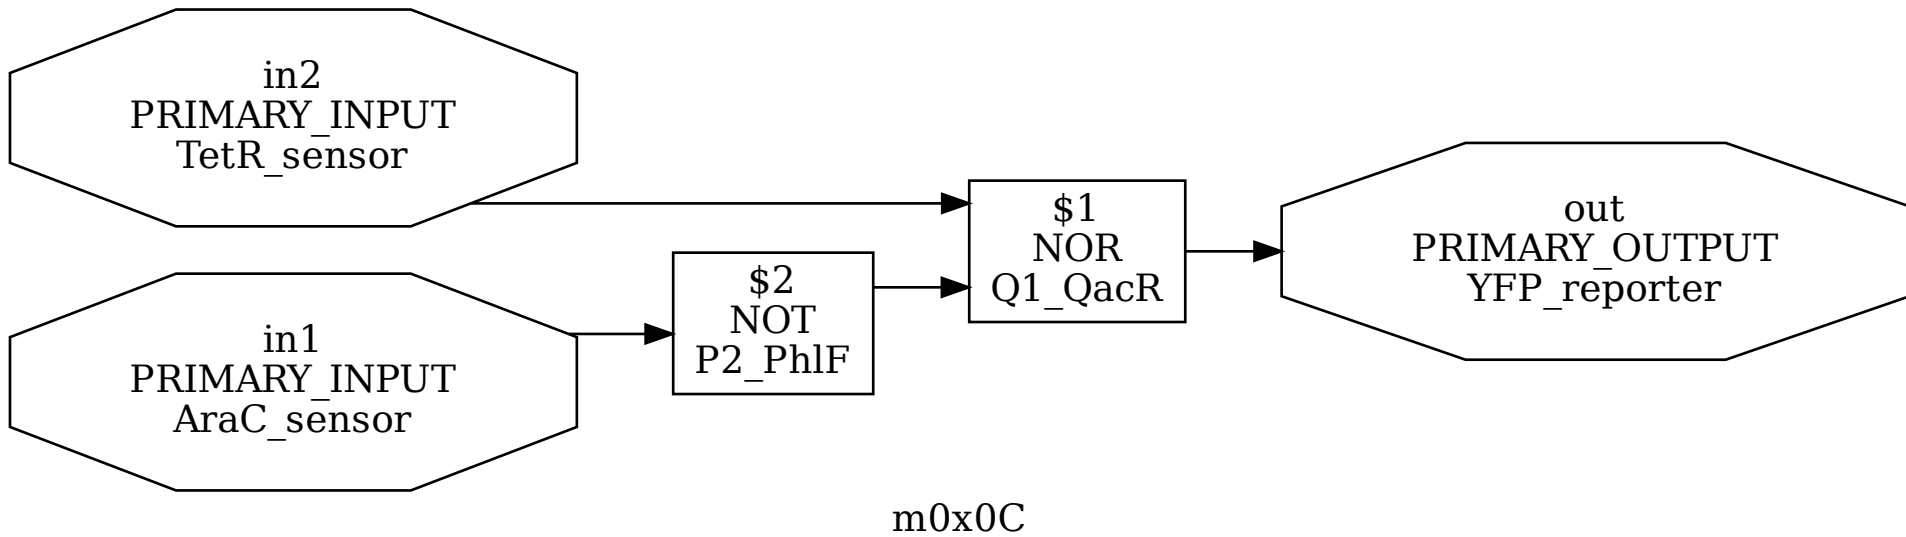 in2
PRIMARY_INPUT
TetR_sensor
in1
PRIMARY_INPUT
AraC_sensor
$2
NOT
P2_PhlF
$1
NOR
Q1_QacR
out
PRIMARY_OUTPUT
YFP_reporter
m0x0C